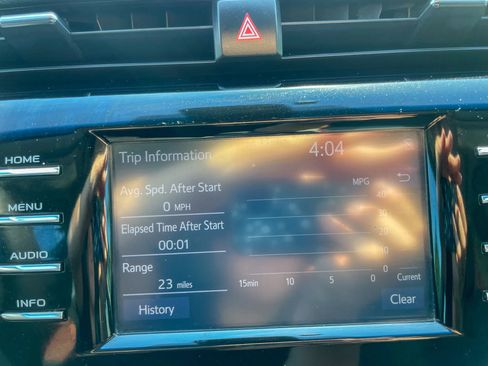 HOME
MENU
AUDIO
INFO
Trip Information
4:04
Avg. Spd. After Start
0 MPH
Elapsed Time After Start
00:01
Range
23 miles
History
MPG
40
30
20
10
0
15min 10 5 0 Current
Clear